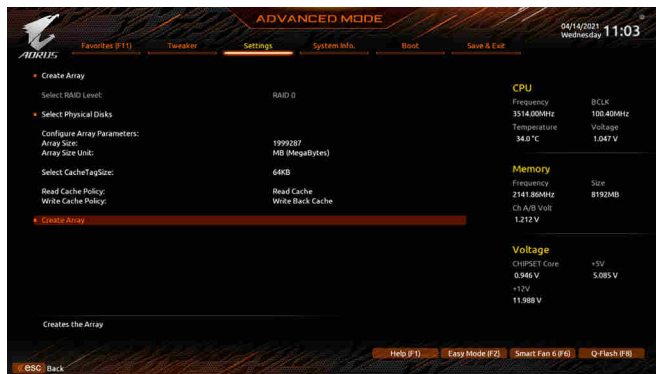 ADVANCED MODE
04/14/2021 11:03
Wednesday
AORUS
Favorites (F11) Tweaker Settings System Info. Boot Save & Exit
Create Array
Select RAID Level: RAID 0
Select Physical Disks
Configure Array Parameters:
Array Size: 1999287
Array Size Unit: MB (MegaBytes)
Select CacheTagSize: 64KB
Read Cache Policy: Read Cache
Write Cache Policy: Write Back Cache
Create Array
CPU
Frequency BCLK
3514.00MHz 100.40MHz
Temperature Voltage
34.0 °C 1.047 V
Memory
Frequency Size
2141.86MHz 8192MB
Ch A/B Volt
1.212 V
Voltage
CHIPSET Core +5V
0.946 V 5.085 V
+12V
11.988 V
Creates the Array
Help (F1) Easy Mode (F2) Smart Fan 6 (F6) Q-Flash (F8)
esc Back